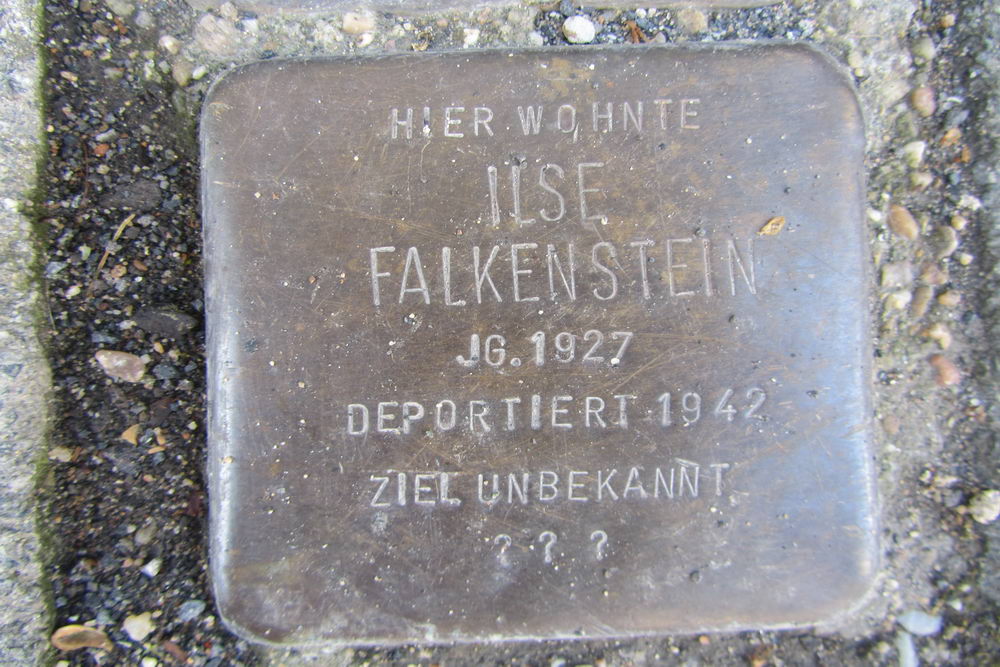 HIER WOHNTE
ILSE
FALKENSTEIN
JG. 1927
DEPORTIERT 1942
ZIEL UNBEKANNT
? ? ?